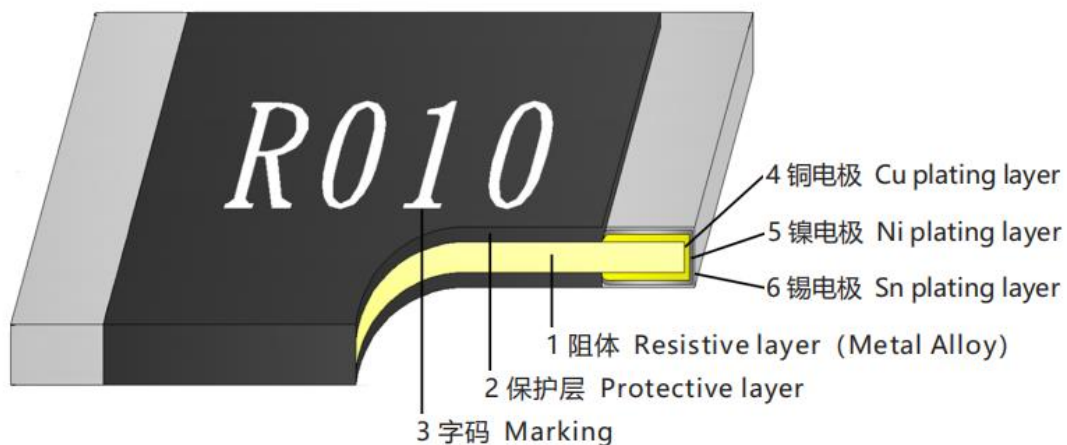 R010
4 铜电极 Cu plating layer
5 镍电极 Ni plating layer
6 锡电极 Sn plating layer
1 阻体 Resistive layer (Metal Alloy)
2 保护层 Protective layer
3 字码 Marking